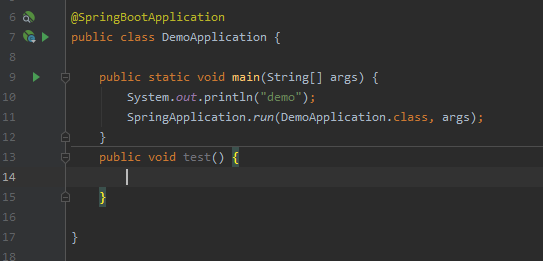 6 @SpringBootApplication
7 public class DemoApplication {
8
9 public static void main(String[] args) {
10 System.out.println("demo");
11 SpringApplication.run(DemoApplication.class, args);
12 }
13 public void test() {
14
15 }
16
17 }
18